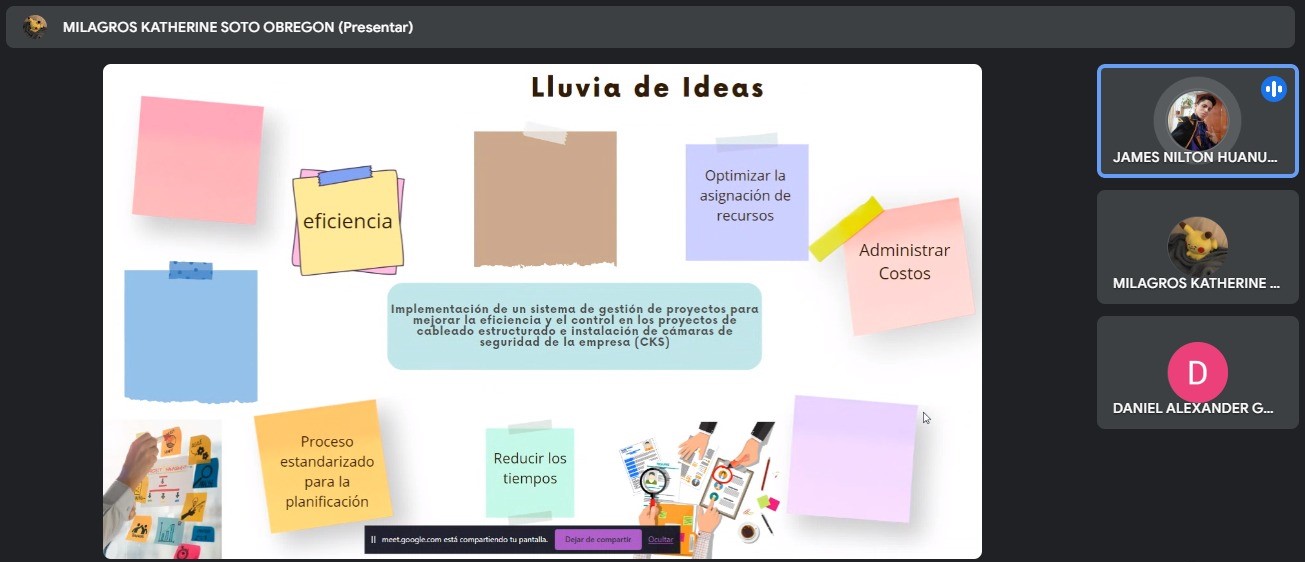 MILAGROS KATHERINE SOTO OBREGON (Presentar)
Lluvia de Ideas
eficiencia
Optimizar la
asignación de
recursos
Administrar
Costos
Implementación de un sistema de gestión de proyectos para
mejorar la eficiencia y el control en los proyectos de
cableado estructurado e instalación de cámaras de
seguridad de la empresa (CKS)
Proceso
estandarizado
para la
planificación
Reducir los
tiempos
meet.google.com está compartiendo tu pantalla.
Dejar de compartir
Ocultar
JAMES NILTON HUANU...
MILAGROS KATHERINE ...
D
DANIEL ALEXANDER G...